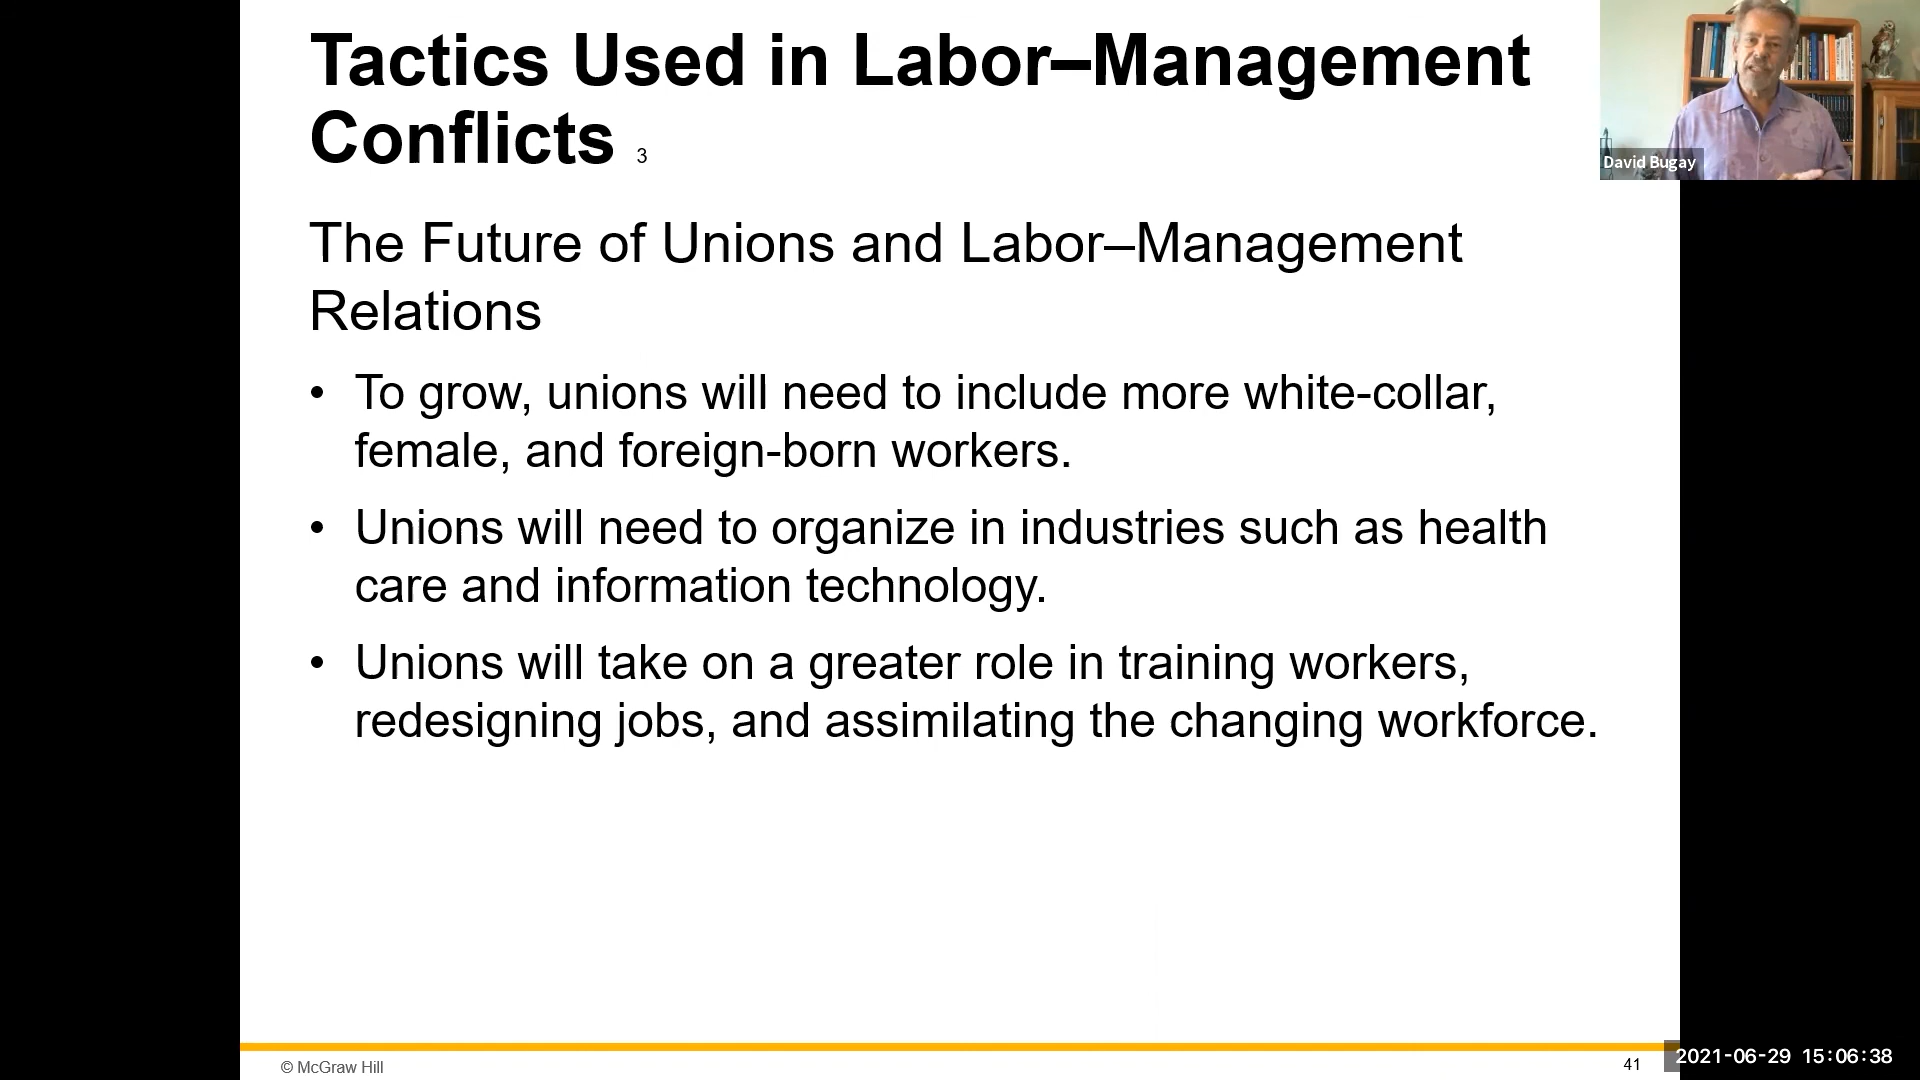 Tactics Used in Labor–Management
Conflicts 3
David Bugay
The Future of Unions and Labor–Management
Relations
• To grow, unions will need to include more white-collar,
female, and foreign-born workers.
• Unions will need to organize in industries such as health
care and information technology.
• Unions will take on a greater role in training workers,
redesigning jobs, and assimilating the changing workforce.
© McGraw Hill
41
2021-06-29 15:06:38